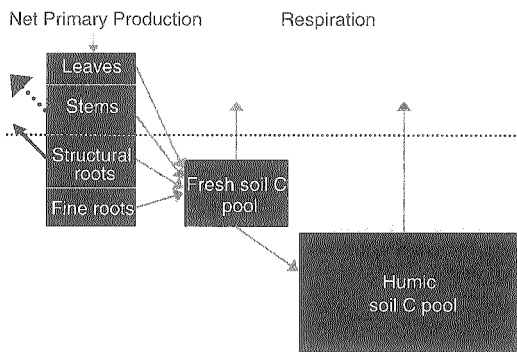 Net Primary Production
Respiration
Leaves
Stems
Structural
roots
Fine roots
Fresh soil C
pool
Humic
soil C pool